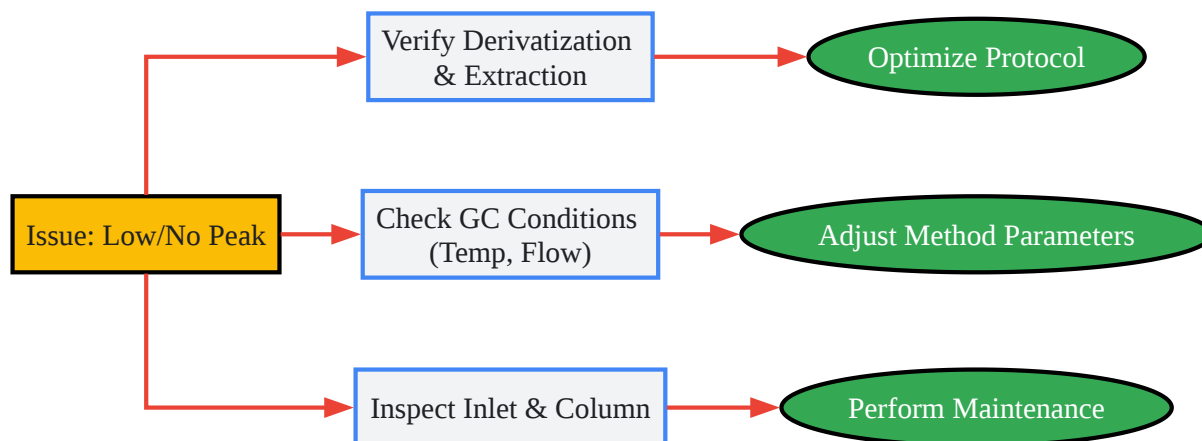 Verify Derivatization
& Extraction
Optimize Protocol
Issue: Low/No Peak
Check GC Conditions
(Temp, Flow)
Adjust Method Parameters
Inspect Inlet & Column
Perform Maintenance